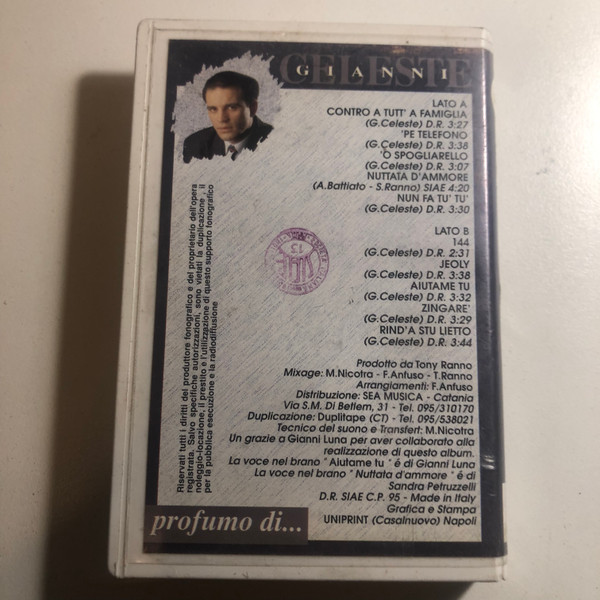 CELESTE
GIANNI
LATO A
CONTRO A TUTT' A FAMIGLIA
(G.Celeste) D.R. 3:27
'PE TELEFONO
(G.Celeste) D.R. 3:38
'O SPOGLIARELLO
(G.Celeste) D.R. 3:07
NUTTATA D'AMMORE
(A.Battiato - S.Ranno) SIAE 4:20
NUN FA TU' TU'
(G.Celeste) D.R. 3:30
LATO B
144
(G.Celeste) D.R. 2:31
JEOLY
(G.Celeste) D.R. 3:38
AIUTAME TU
(G.Celeste) D.R. 3:32
ZINGARE'
(G.Celeste) D.R. 3:29
RIND'A STU LIETTO
(G.Celeste) D.R. 3:44
Prodotto da Tony Ranno
Mixage: M.Nicotra - F.Anfuso - T.Ranno
Arrangiamenti: F.Anfuso
Distribuzione: SEA MUSICA - Catania
Via S.M. Di Betlem, 31 - Tel. 095/310170
Duplicazione: Duplitape (CT) - Tel. 095/538021
Tecnico del suono e Transfert: M.Nicotra
Un grazie a Gianni Luna per aver collaborato alla
realizzazione di questo album.
La voce nel brano " Aiutame tu " é di Gianni Luna
La voce nel brano " Nuttata d'ammore " é di
Sandra Petruzzelli
D.R. SIAE C.P. 95 - Made in Italy
Grafica e Stampa
UNIPRINT (Casalnuovo) Napoli
Riservati tutti i diritti del produttore fonografico e del proprietario dell'opera
registrata. Salvo specifiche autorizzazioni, sono vietati la duplicazione, il
noleggio-locazione, il prestito e l'utilizzazione di questo supporto fonografico
per la pubblica esecuzione e la radiodiffusione
13
profumo di...